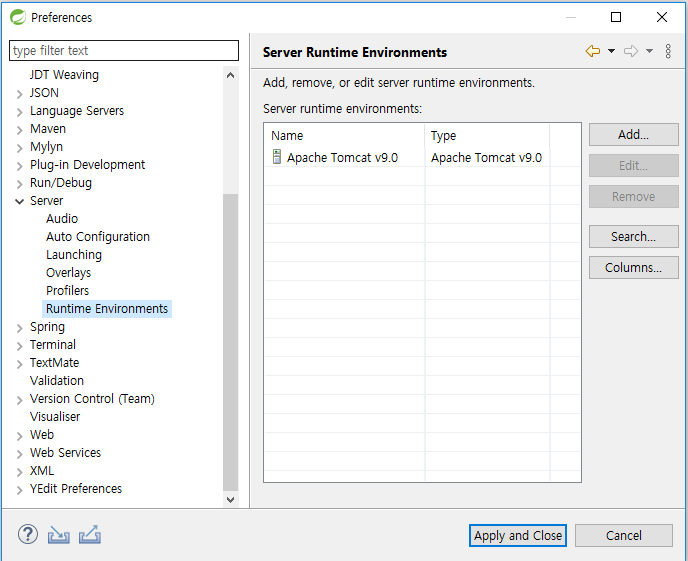 Preferences
type filter text
JDT Weaving
JSON
Language Servers
Maven
Mylyn
Plug-in Development
Run/Debug
Server
Audio
Auto Configuration
Launching
Overlays
Profilers
Runtime Environments
Spring
Terminal
TextMate
Validation
Version Control (Team)
Visualiser
Web
Web Services
XML
YEdit Preferences
Server Runtime Environments
Add, remove, or edit server runtime environments.
Server runtime environments:
Name Type
Apache Tomcat v9.0 Apache Tomcat v9.0
Add...
Edit...
Remove
Search...
Columns...
Apply and Close Cancel